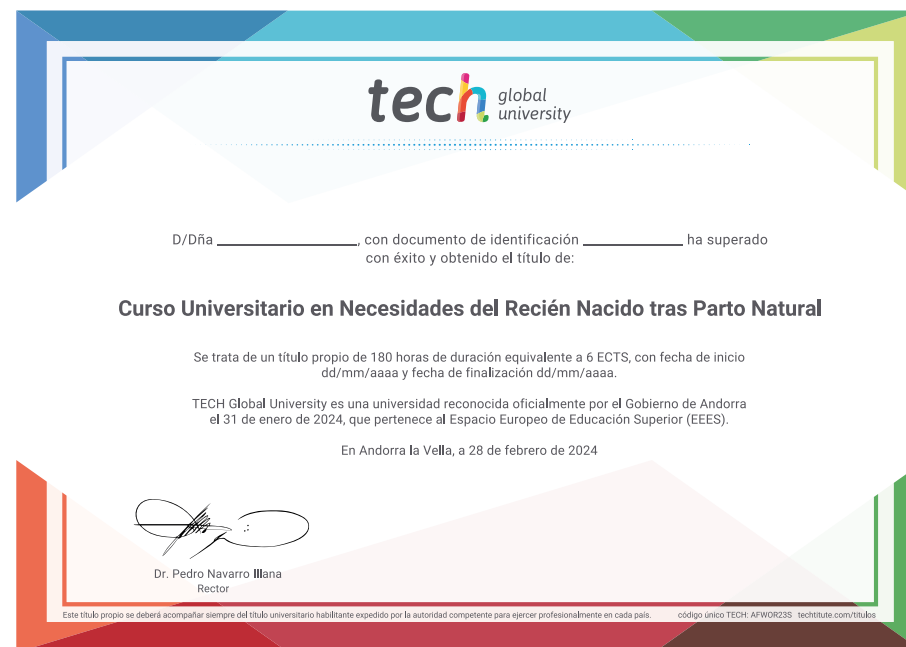 tech global university
D/Dña ________________, con documento de identificación ____________ ha superado
con éxito y obtenido el título de:
Curso Universitario en Necesidades del Recién Nacido tras Parto Natural
Se trata de un título propio de 180 horas de duración equivalente a 6 ECTS, con fecha de inicio
dd/mm/aaaa y fecha de finalización dd/mm/aaaa.
TECH Global University es una universidad reconocida oficialmente por el Gobierno de Andorra
el 31 de enero de 2024, que pertenece al Espacio Europeo de Educación Superior (EEES).
En Andorra la Vella, a 28 de febrero de 2024
Dr. Pedro Navarro Illana
Rector
Este título propio se deberá acompañar siempre del título universitario habilitante expedido por la autoridad competente para ejercer profesionalmente en cada país. código único TECH: AFWOR23S techtitute.com/titulos